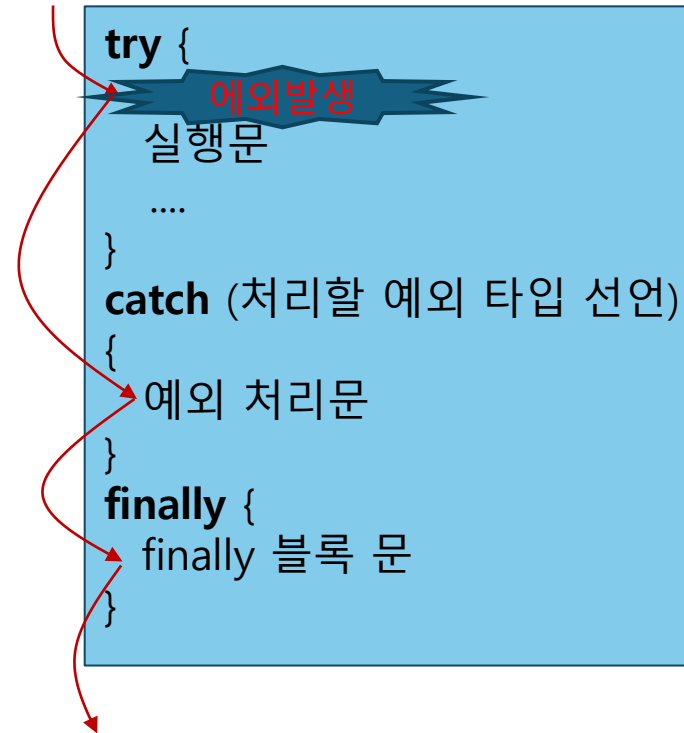 try {
에외발생
실행문
....
}
catch (처리할 예외 타입 선언)
{
예외 처리문
}
finally {
finally 블록 문
}